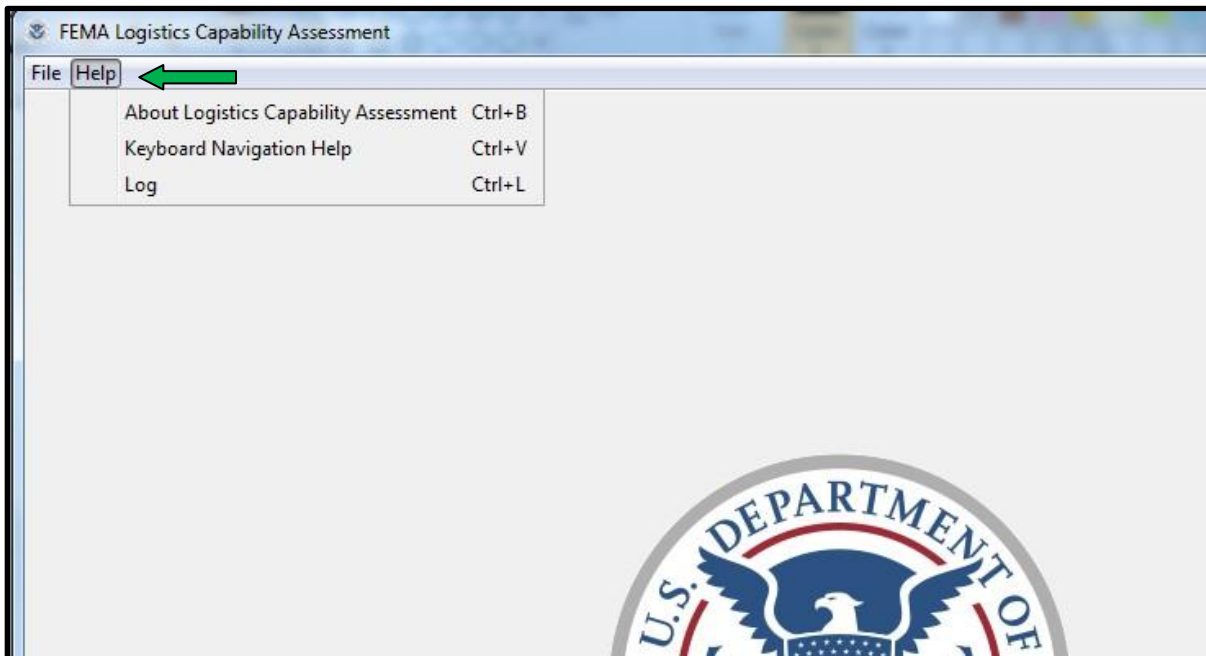 FEMA Logistics Capability Assessment
File Help
About Logistics Capability Assessment Ctrl+B
Keyboard Navigation Help Ctrl+V
Log Ctrl+L
U.S. DEPARTMENT OF